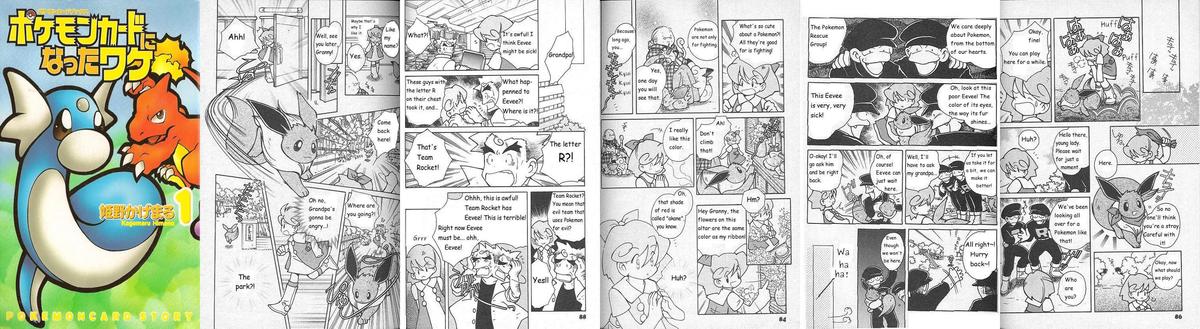 ポケモンカードに
なったワケ
姫野かげまる
1
Kagemaru Himeno
POKEMONCARD STORY
Like
my
name?
Maybe that's
why I
like it
Yes.
Well, see
you later,
Granny!
Ahh!
Come
back
here!
Where are
you going?!
Oh no,
Grandpa's
gonna be
angry...!
The
park?!
Grandpa!
It's awful!
I think
Eevee
might be
sick!
What?!
What hap-
penned to
Eevee?!
Where is it?
These guys with
the letter R
on their chest
took it, and...
The letter
R?!
That's
Team
Rocket!
Team Rocket?
You mean that
evil team that
uses Pokemon
for evil?
Yes!!
Ohhh, this is awful!
Team Rocket has
Eevee! This is terrible!
Right now Eevee
must be... ohh
Eevee!
Grrr
88
What's so cute
about a Pokemon?!
All they're good
for is fighting!
Pokemon
are not only
for fighting.
Yes,
one day
you will
see that.
Because
long ago,
you...
Kyu
Kyu!
Kyu
Ah!
Don't
climb
that!
I really
like this
color.
Hm?
Hey Granny, the
flowers on this
altar are the same
color as my ribbon!
Oh,
that shade
of red is
called "akane",
you know.
Huh?
84
We care deeply
about Pokemon,
from the bottom
of our hearts.
The Pokemon
Rescue
Group!
Oh, look at this
poor Eevee! The
color of its eyes,
the way its fur
shines...
This Eevee
is very, very
sick!
If you let
us take it for
a bit, we can
make it
better!
Well, I'll
have to ask
my grandpa..
Oh, of
course!
Eevee can
just wait
here.
O-okay! I'll
go ask him
and be right
back.
All right~!
Hurry
back~!
Even
though
we won't
be here.
Wa
ha
ha!
Huff
Puff
Okay,
fine!
You can
play here
for a while.
Here.
Hello there,
young lady.
Please wait
for just a
moment
Huh?
So no
one'll think
you're a
stray.
Careful
with it!
We've been
looking all
over for a
Pokemon
like that!
Okay, now
what should
we play?
Who
are
you?
86